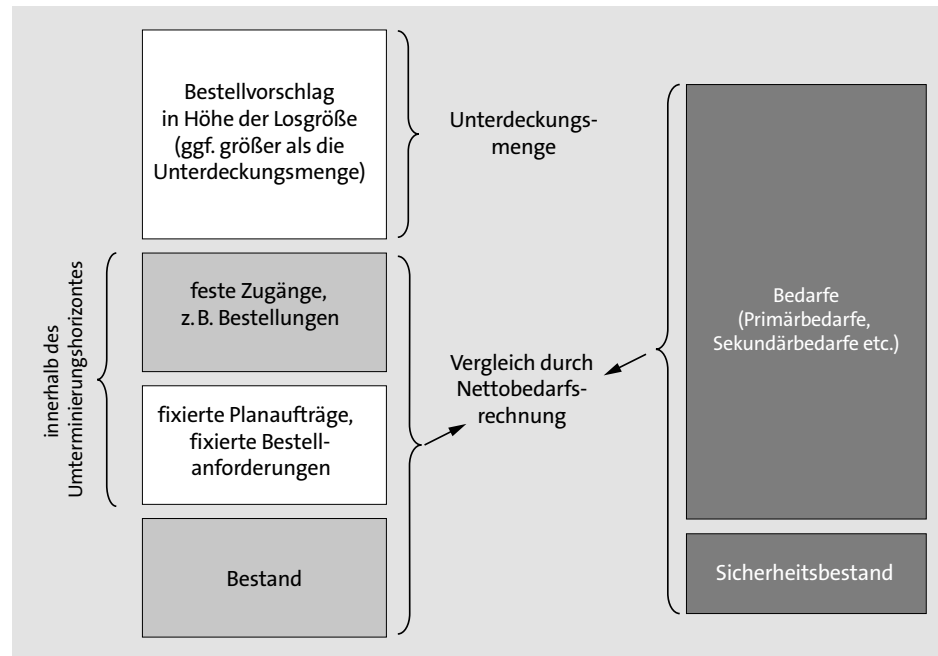 Bestellvorschlag
in Höhe der Losgröße
(ggf. größer als die
Unterdeckungsmenge)
Unterdeckungs-
menge
innerhalb des
Umterminierungshorizontes
feste Zugänge,
z. B. Bestellungen
fixierte Planaufträge,
fixierte Bestell-
anforderungen
Bestand
Vergleich durch
Nettobedarfs-
rechnung
Bedarfe
(Primärbedarfe,
Sekundärbedarfe etc.)
Sicherheitsbestand